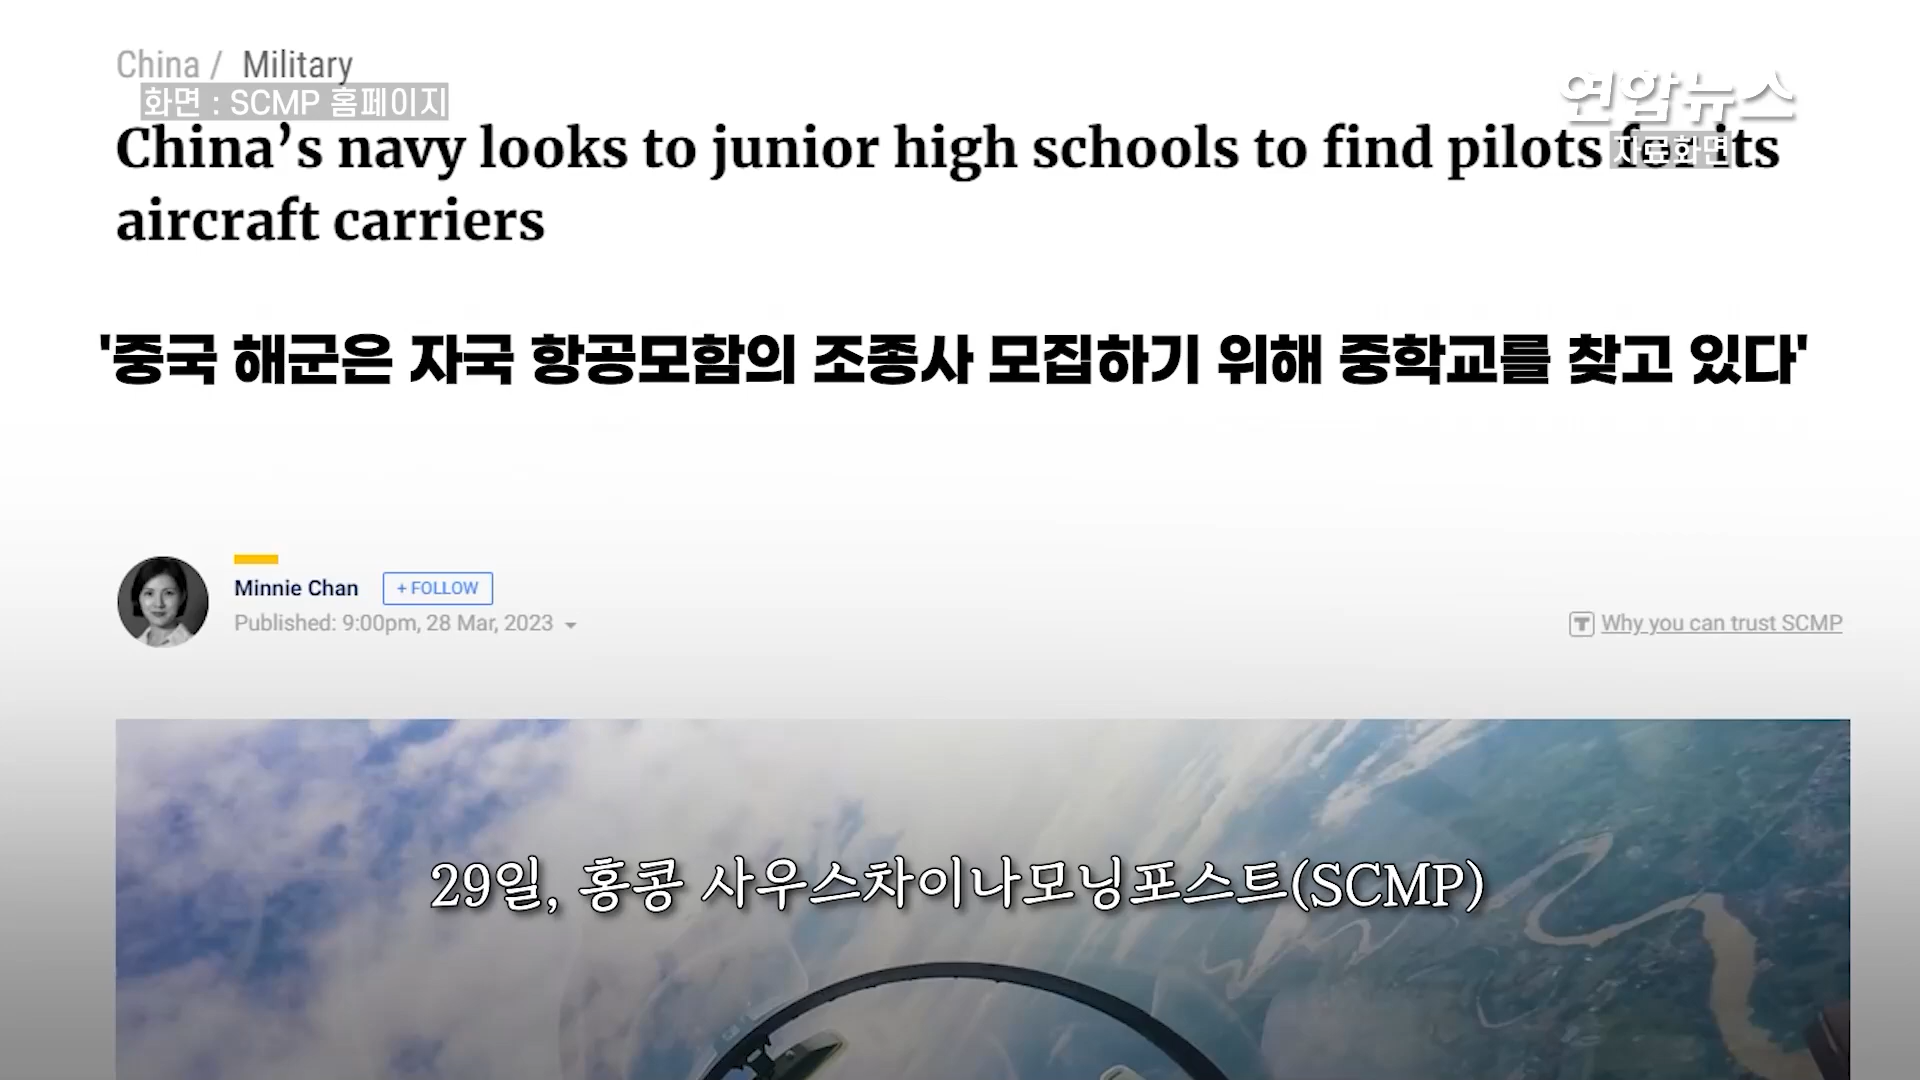 China / Military
화면 : SCMP 홈페이지
연합뉴스
자료화면
China’s navy looks to junior high schools to find pilots for its
aircraft carriers
'중국 해군은 자국 항공모함의 조종사 모집하기 위해 중학교를 찾고 있다'
Minnie Chan
+ FOLLOW
Published: 9:00pm, 28 Mar, 2023
T Why you can trust SCMP
29일, 홍콩 사우스차이나모닝포스트(SCMP)